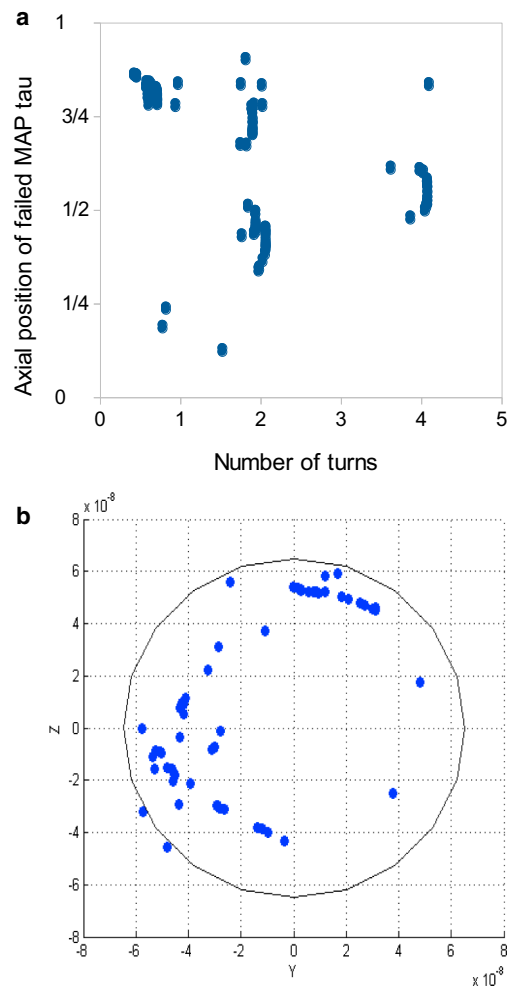 a
1
3/4
1/2
1/4
0
Axial position of failed MAP tau
0 1 2 3 4 5
Number of turns
b
x 10^-8
8
6
4
2
0
-2
-4
-6
-8
Z
-8 -6 -4 -2 0 2 4 6 8
Y
x 10^-8